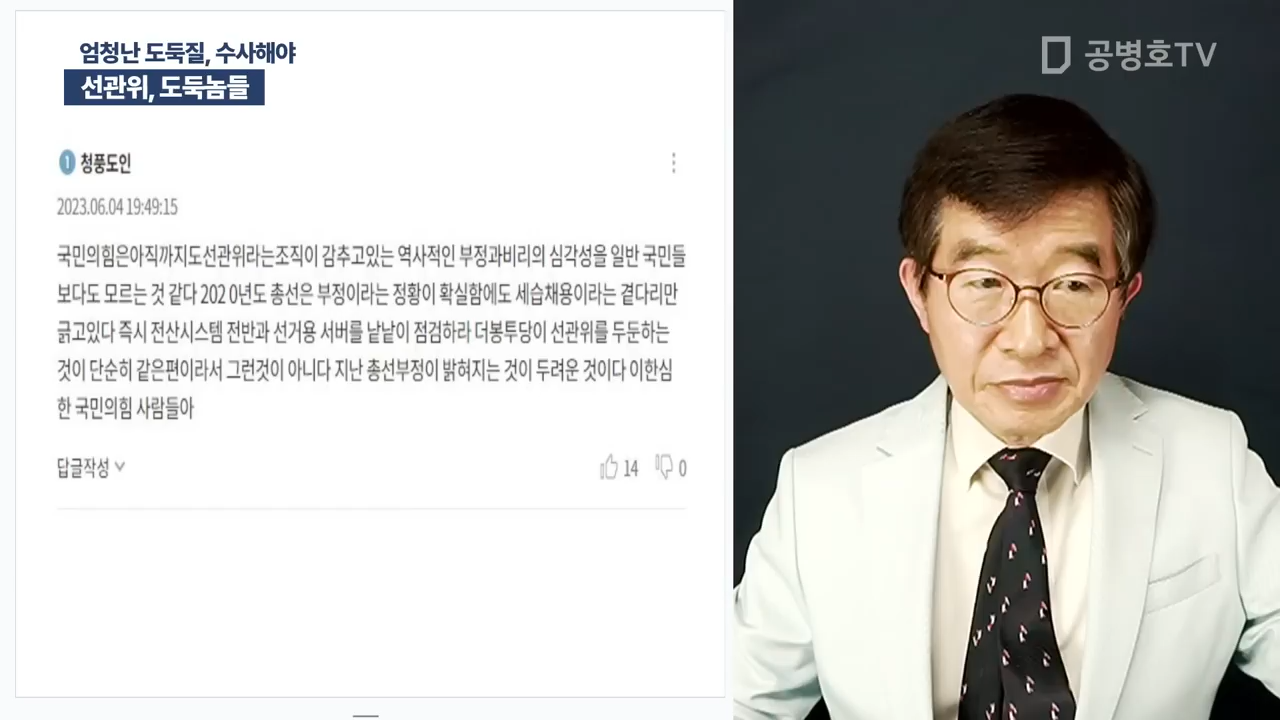 엄청난 도둑질, 수사해야
선관위, 도둑놈들
공병호TV
1 청풍도인
2023.06.04 19:49:15
국민의힘은아직까지도선관위라는조직이 감추고있는 역사적인 부정과비리의 심각성을 일반 국민들
보다도 모르는 것 같다 202 0년도 총선은 부정이라는 정황이 확실함에도 세습채용이라는 곁다리만
긁고있다 즉시 전산시스템 전반과 선거용 서버를 낱낱이 점검하라 더봉투당이 선관위를 두둔하는
것이 단순히 같은편이라서 그런것이 아니다 지난 총선부정이 밝혀지는 것이 두려운 것이다 이한심
한 국민의힘 사람들아
답글작성
14 0